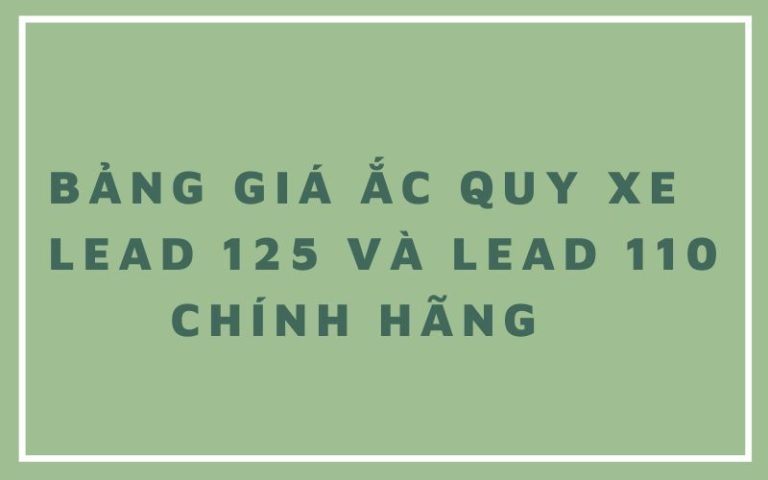 BẢNG GIÁ ẮC QUY XE
LEAD 125 VÀ LEAD 110
CHÍNH HÃNG